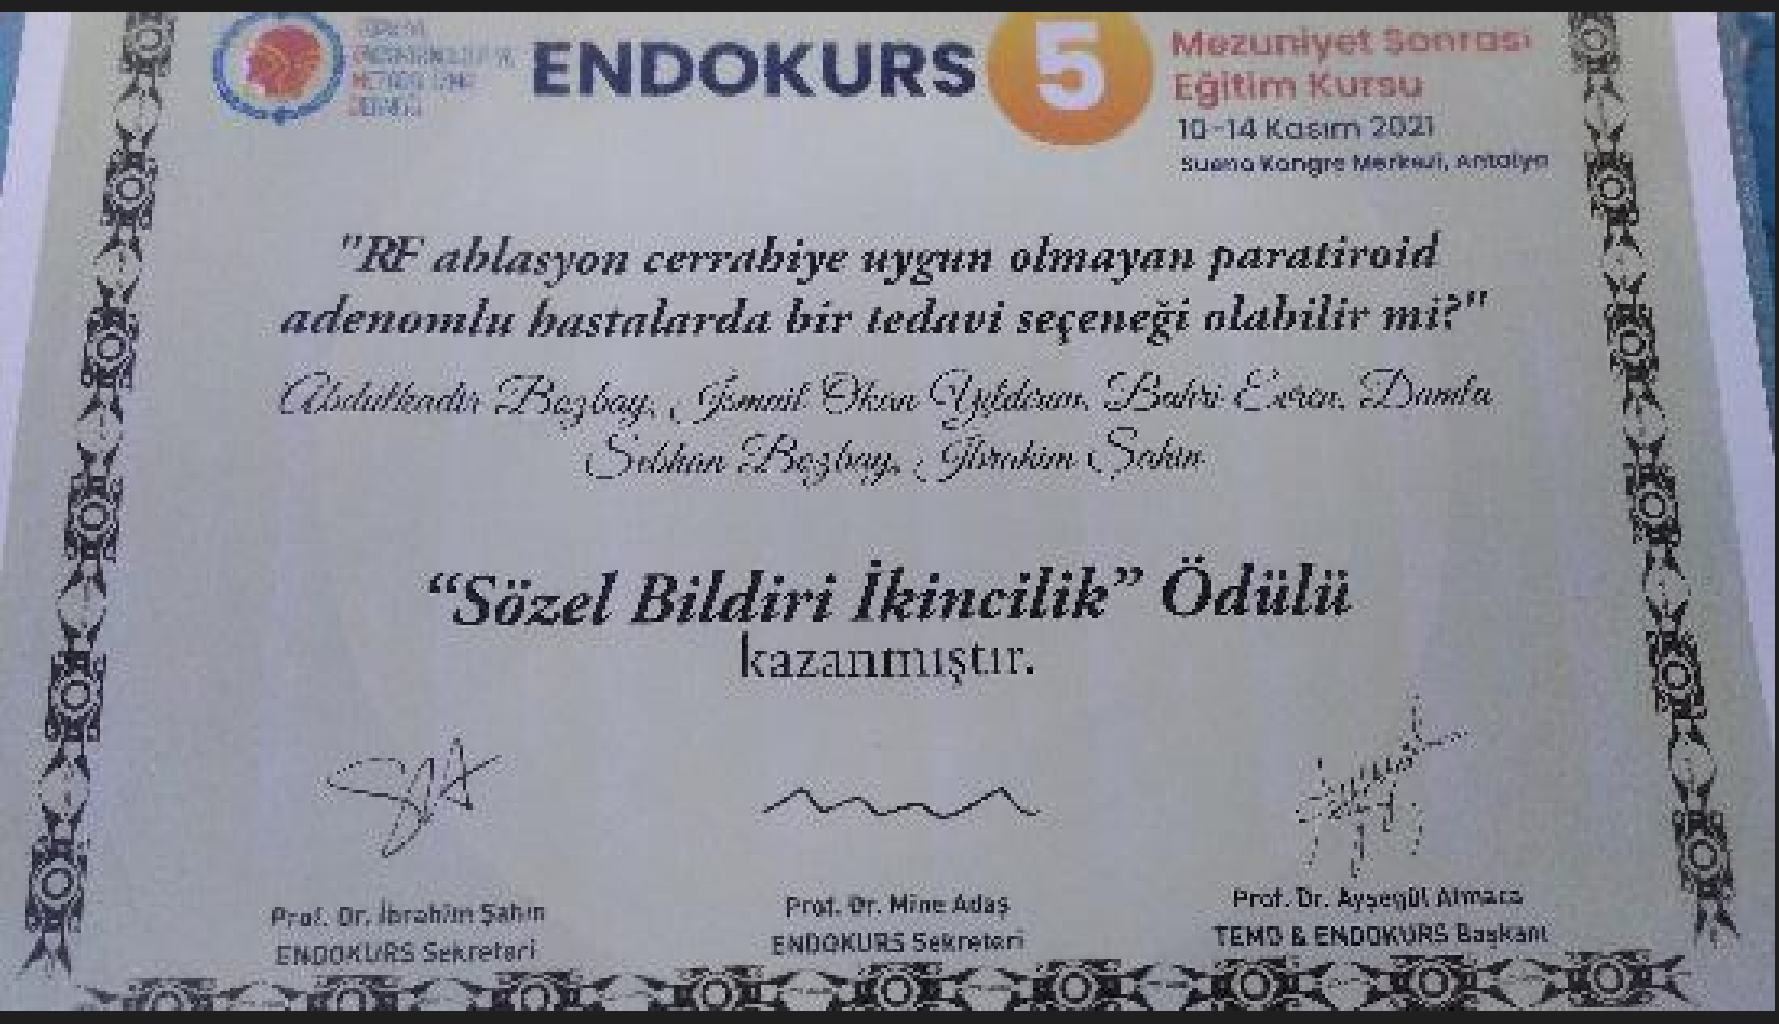 ENDOKURS 5
Mezuniyet Sonrası
Eğitim Kursu
10-14 Kasım 2021
Sueno Kongre Merkezi, Antalya
"RF ablasyon cerrahiye uygun olmayan paratiroid
adenomlu hastalarda bir tedavi seçeneği olabilir mi?"
Abdulkadir Bozbay, İsmail Okan Yıldırım, Bahri Evren, Damla
Sebhan Bozbay, İbrahim Şahin
“Sözel Bildiri İkincilik” Ödülü
kazanmıştır.
Prof. Dr. İbrahim Şahin
ENDOKURS Sekreteri
Prof. Dr. Mine Adaş
ENDOKURS Sekreteri
Prof. Dr. Ayşegül Atmaca
TEMD & ENDOKURS Başkanı